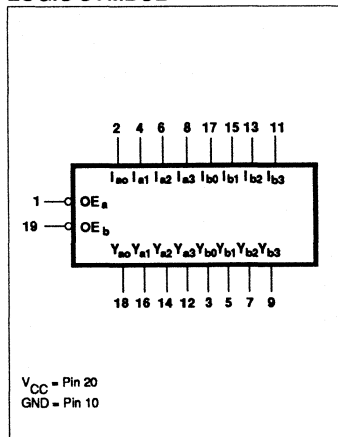 2 4 6 8 17 15 13 11
Iao Ia1 Ia2 Ia3 Ib0 Ib1 Ib2 Ib3
1 OEa
19 OEb
Yao Ya1 Ya2 Ya3 Yb0 Yb1 Yb2 Yb3
18 16 14 12 3 5 7 9
VCC = Pin 20
GND = Pin 10